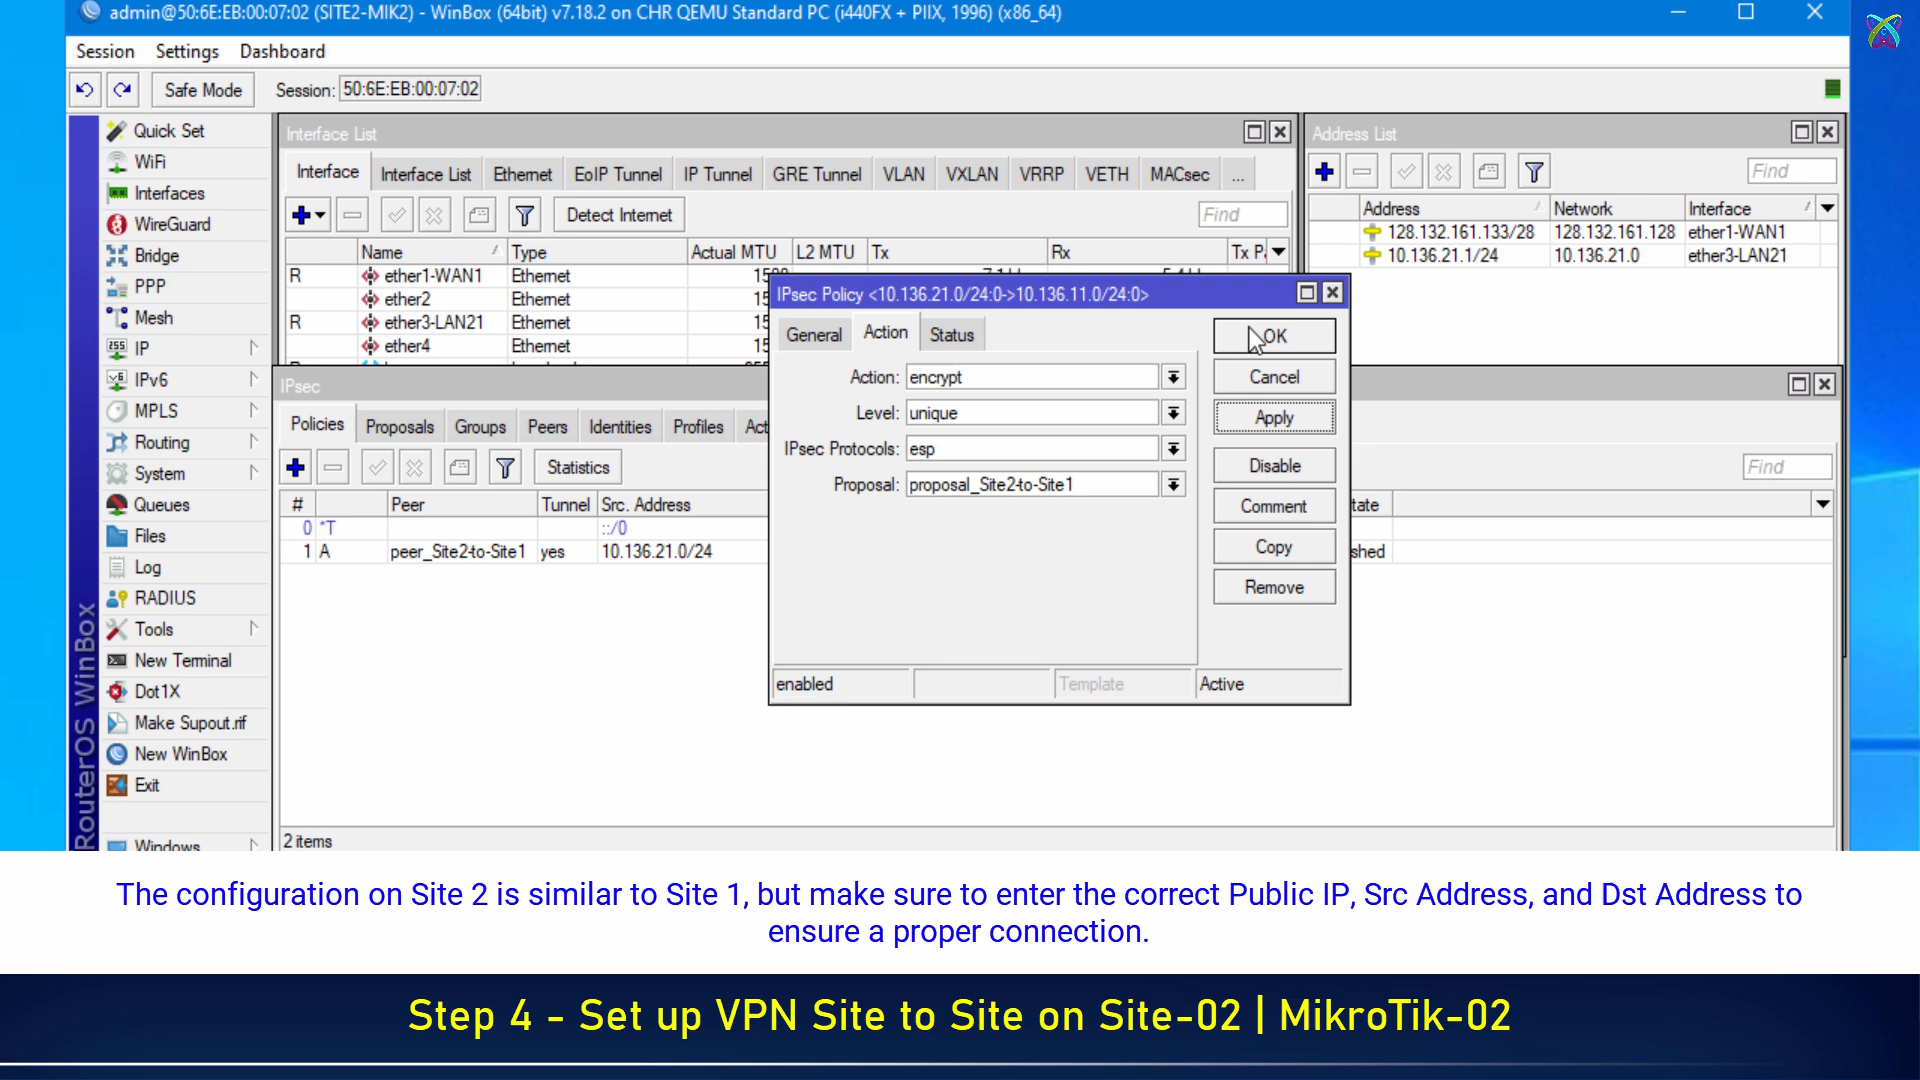 admin@50:6E:EB:00:07:02 (SITE2-MIK2) - WinBox (64bit) v7.18.2 on CHR QEMU Standard PC (i440FX + PIIX, 1996) (x86_64)
Session Settings Dashboard
Safe Mode Session: 50:6E:EB:00:07:02
Quick Set
WiFi
Interfaces
WireGuard
Bridge
PPP
Mesh
IP
IPv6
MPLS
Routing
System
Queues
Files
Log
RADIUS
Tools
New Terminal
Dot1X
Make Supout.rif
New WinBox
Exit
Windows
RouterOS WinBox
Interface List
Interface Interface List Ethernet EoIP Tunnel IP Tunnel GRE Tunnel VLAN VXLAN VRRP VETH MACsec ...
Detect Internet Find
Name Type Actual MTU L2 MTU Tx Rx
R ether1-WAN1 Ethernet
ether2 Ethernet
R ether3-LAN21 Ethernet
ether4 Ethernet
Address List
Find
Address Network Interface
128.132.161.133/28 128.132.161.128 ether1-WAN1
10.136.21.1/24 10.136.21.0 ether3-LAN21
IPsec
Policies Proposals Groups Peers Identities Profiles
Statistics Find
# Peer Tunnel Src. Address
0 *T ::/0
1 A peer_Site2-to-Site1 yes 10.136.21.0/24
2 items
IPsec Policy <10.136.21.0/24:0->10.136.11.0/24:0>
General Action Status
Action: encrypt
Level: unique
IPsec Protocols: esp
Proposal: proposal_Site2-to-Site1
OK
Cancel
Apply
Disable
Comment
Copy
Remove
enabled Template Active
The configuration on Site 2 is similar to Site 1, but make sure to enter the correct Public IP, Src Address, and Dst Address to
ensure a proper connection.
Step 4 - Set up VPN Site to Site on Site-02 | MikroTik-02